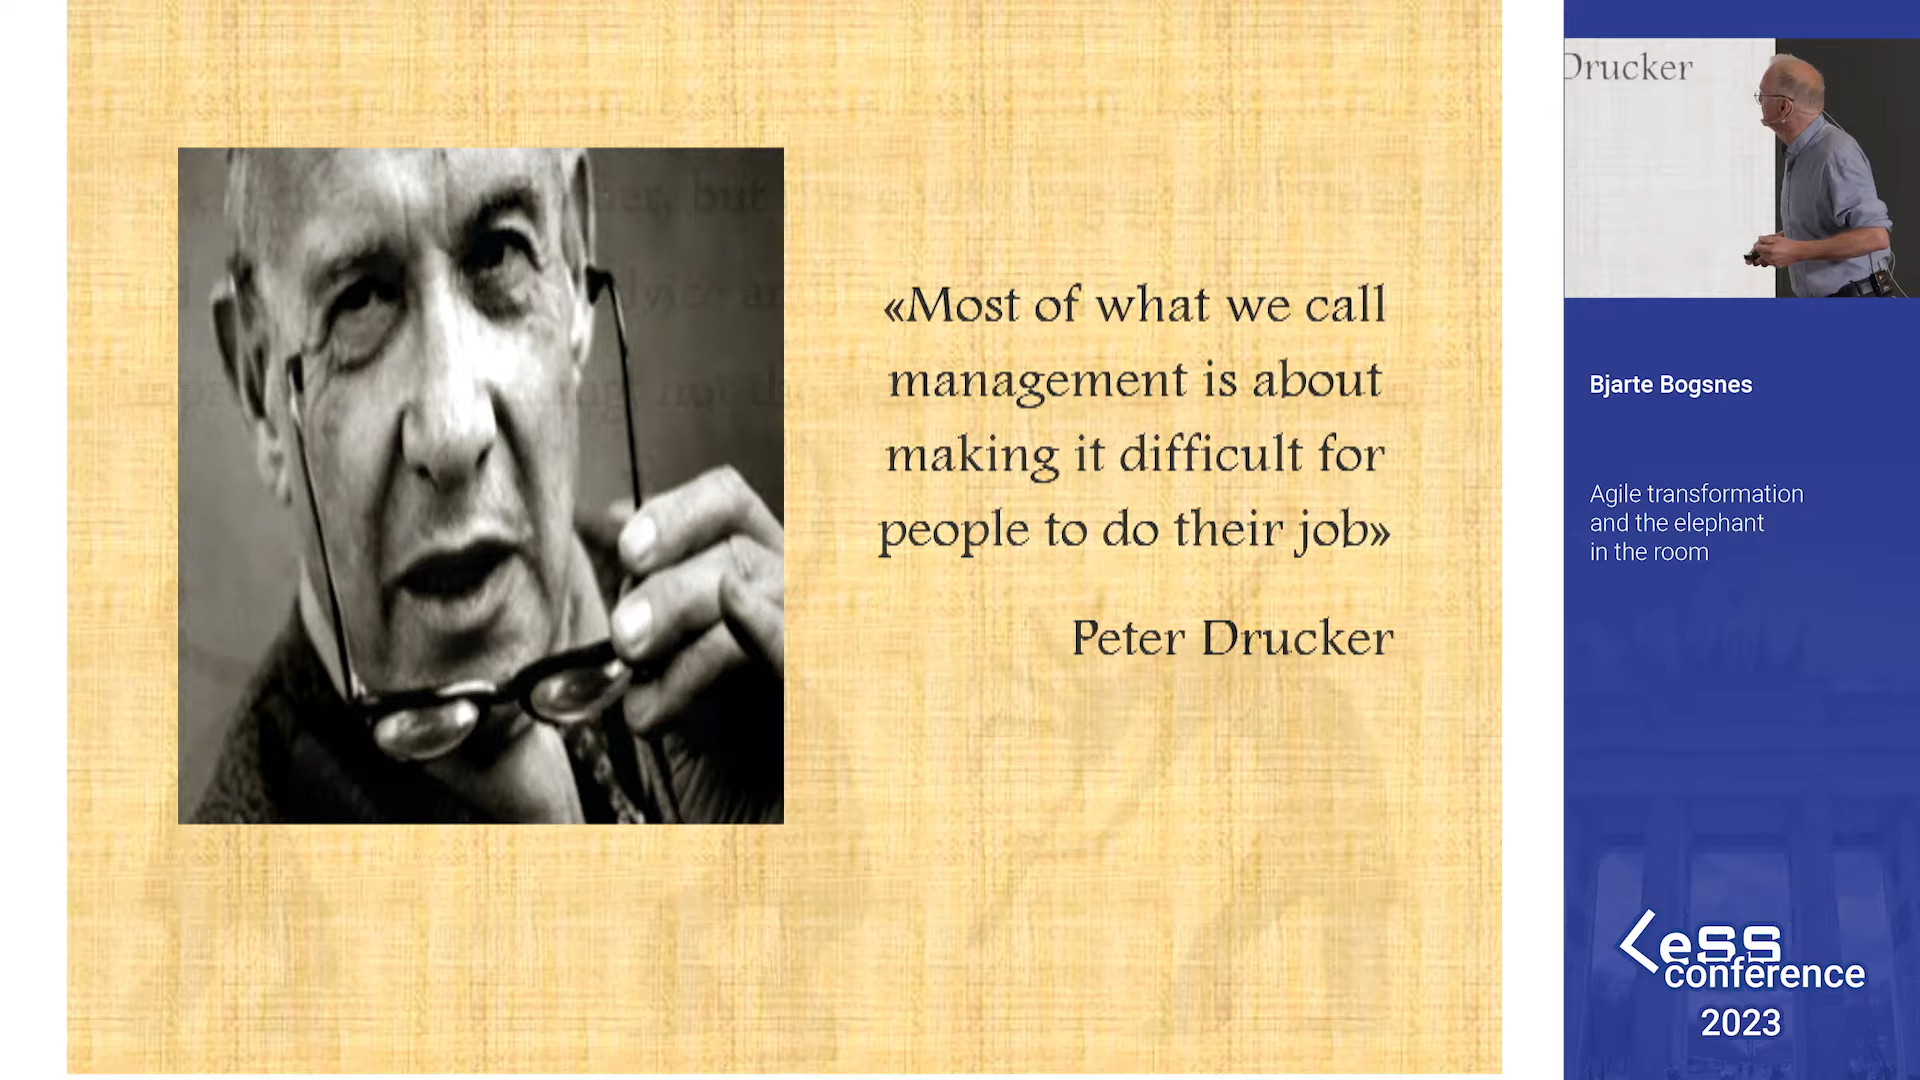 «Most of what we call
management is about
making it difficult for
people to do their job»
Peter Drucker
Drucker
Bjarte Bogsnes
Agile transformation
and the elephant
in the room
LeSS
conference
2023